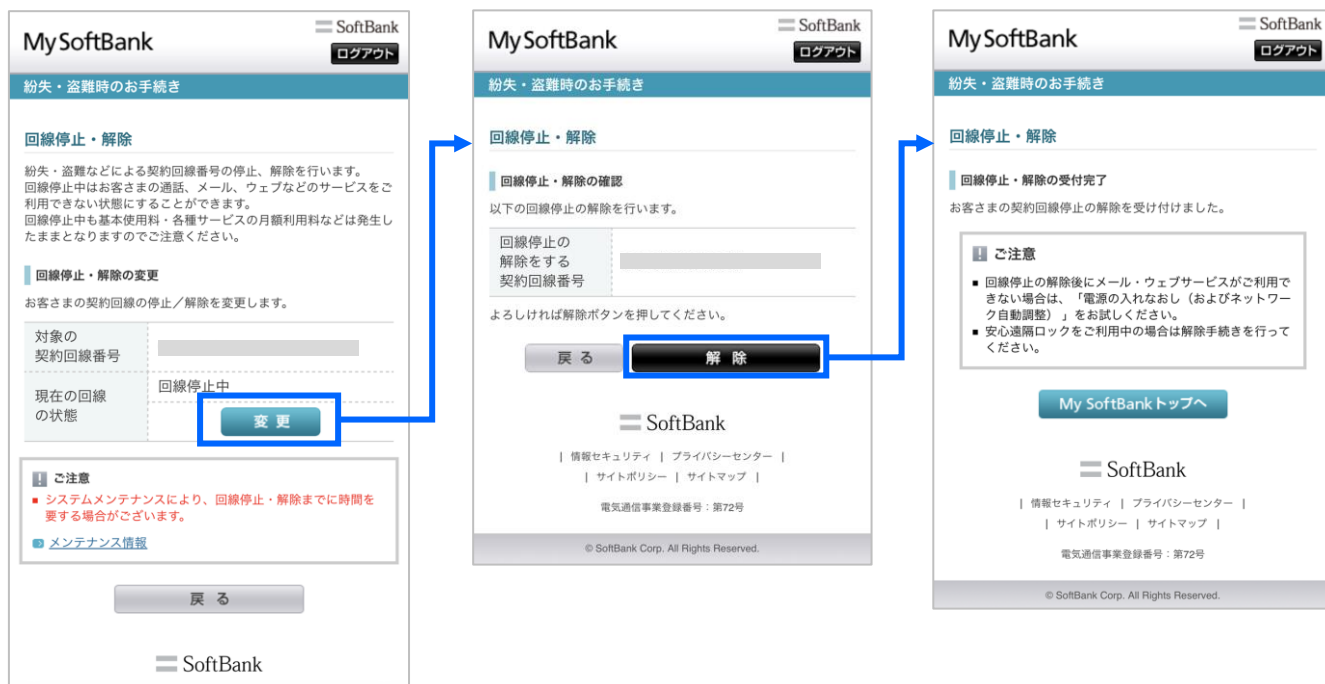 My SoftBank
SoftBank
ログアウト
紛失・盗難時のお手続き
回線停止・解除
紛失・盗難などによる契約回線番号の停止、解除を行います。
回線停止中はお客さまの通話、メール、ウェブなどのサービスをご
利用できない状態にすることができます。
回線停止中も基本使用料・各種サービスの月額利用料などは発生し
たままとなりますのでご注意ください。
回線停止・解除の変更
お客さまの契約回線の停止／解除を変更します。
対象の
契約回線番号
現在の回線
の状態
回線停止中
変更
ご注意
■ システムメンテナンスにより、回線停止・解除までに時間を
要する場合がございます。
メンテナンス情報
戻る
SoftBank
My SoftBank
SoftBank
ログアウト
紛失・盗難時のお手続き
回線停止・解除
回線停止・解除の確認
以下の回線停止の解除を行います。
回線停止の
解除をする
契約回線番号
よろしければ解除ボタンを押してください。
戻る
解除
SoftBank
| 情報セキュリティ | プライバシーセンター |
| サイトポリシー | サイトマップ |
電気通信事業登録番号：第72号
© SoftBank Corp. All Rights Reserved.
My SoftBank
SoftBank
ログアウト
紛失・盗難時のお手続き
回線停止・解除
回線停止・解除の受付完了
お客さまの契約回線停止の解除を受け付けました。
ご注意
■ 回線停止の解除後にメール・ウェブサービスがご利用で
きない場合は、「電源の入れなおし（およびネットワー
ク自動調整）」をお試しください。
■ 安心遠隔ロックをご利用中の場合は解除手続きを行って
ください。
My SoftBankトップへ
SoftBank
| 情報セキュリティ | プライバシーセンター |
| サイトポリシー | サイトマップ |
電気通信事業登録番号：第72号
© SoftBank Corp. All Rights Reserved.